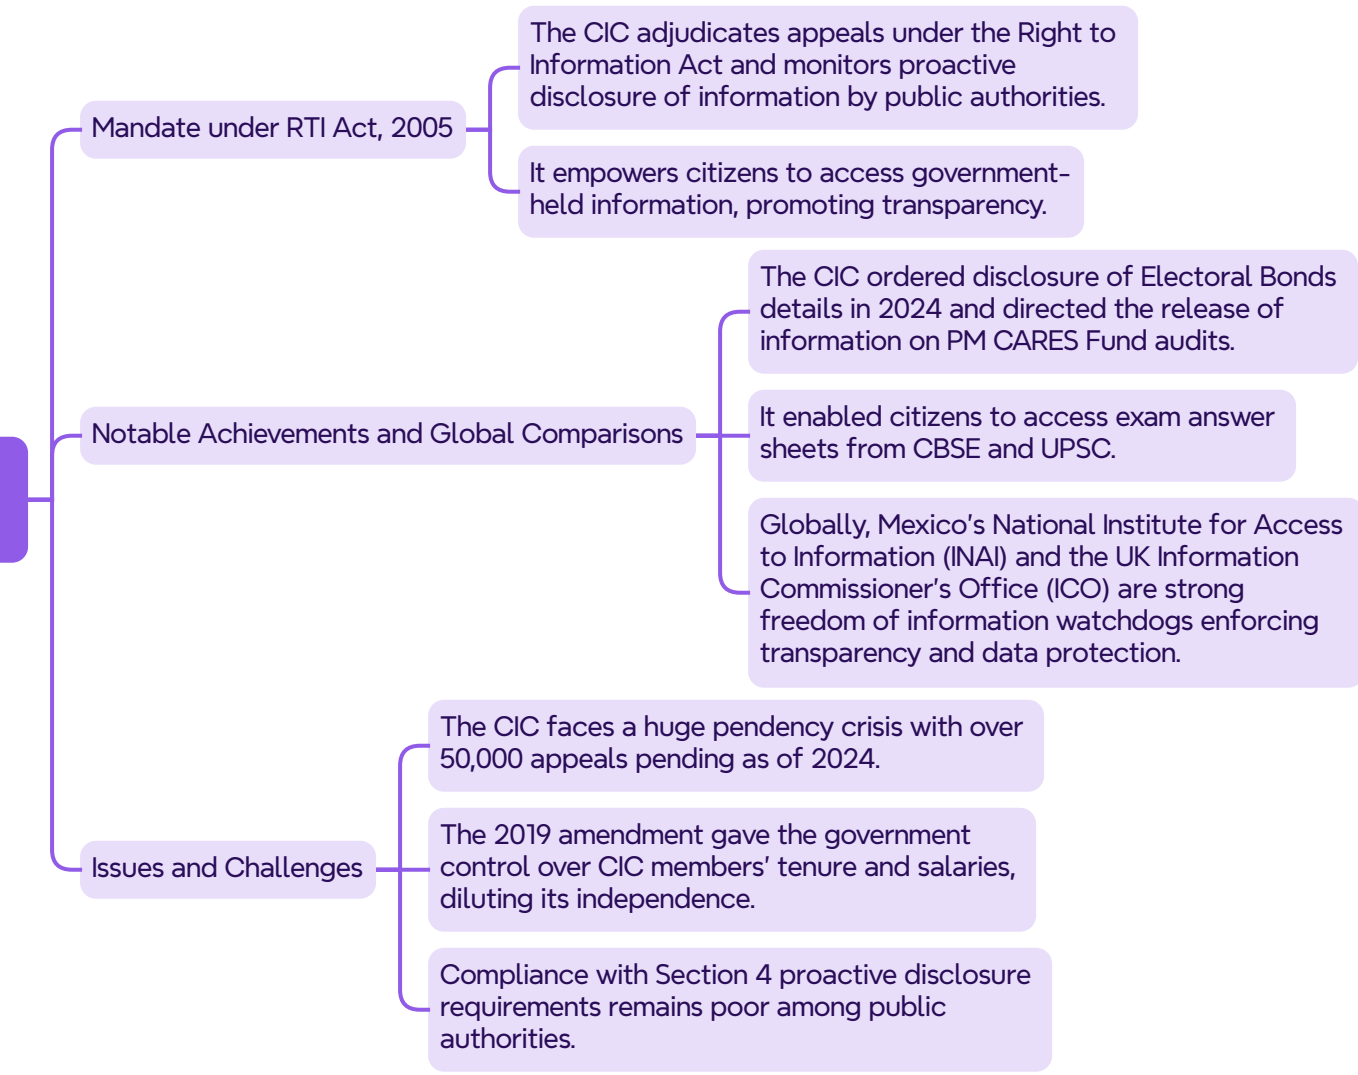 Mandate under RTI Act, 2005
The CIC adjudicates appeals under the Right to
Information Act and monitors proactive
disclosure of information by public authorities.
It empowers citizens to access government-
held information, promoting transparency.
Notable Achievements and Global Comparisons
The CIC ordered disclosure of Electoral Bonds
details in 2024 and directed the release of
information on PM CARES Fund audits.
It enabled citizens to access exam answer
sheets from CBSE and UPSC.
Globally, Mexico's National Institute for Access
to Information (INAI) and the UK Information
Commissioner's Office (ICO) are strong
freedom of information watchdogs enforcing
transparency and data protection.
Issues and Challenges
The CIC faces a huge pendency crisis with over
50,000 appeals pending as of 2024.
The 2019 amendment gave the government
control over CIC members' tenure and salaries,
diluting its independence.
Compliance with Section 4 proactive disclosure
requirements remains poor among public
authorities.